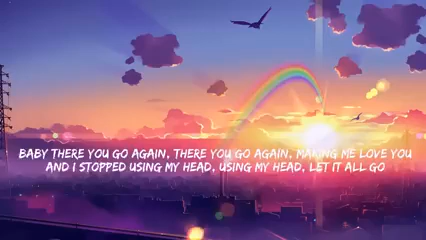 BABY THERE YOU GO AGAIN, THERE YOU GO AGAIN, MAKING ME LOVE YOU
AND I STOPPED USING MY HEAD, USING MY HEAD, LET IT ALL GO